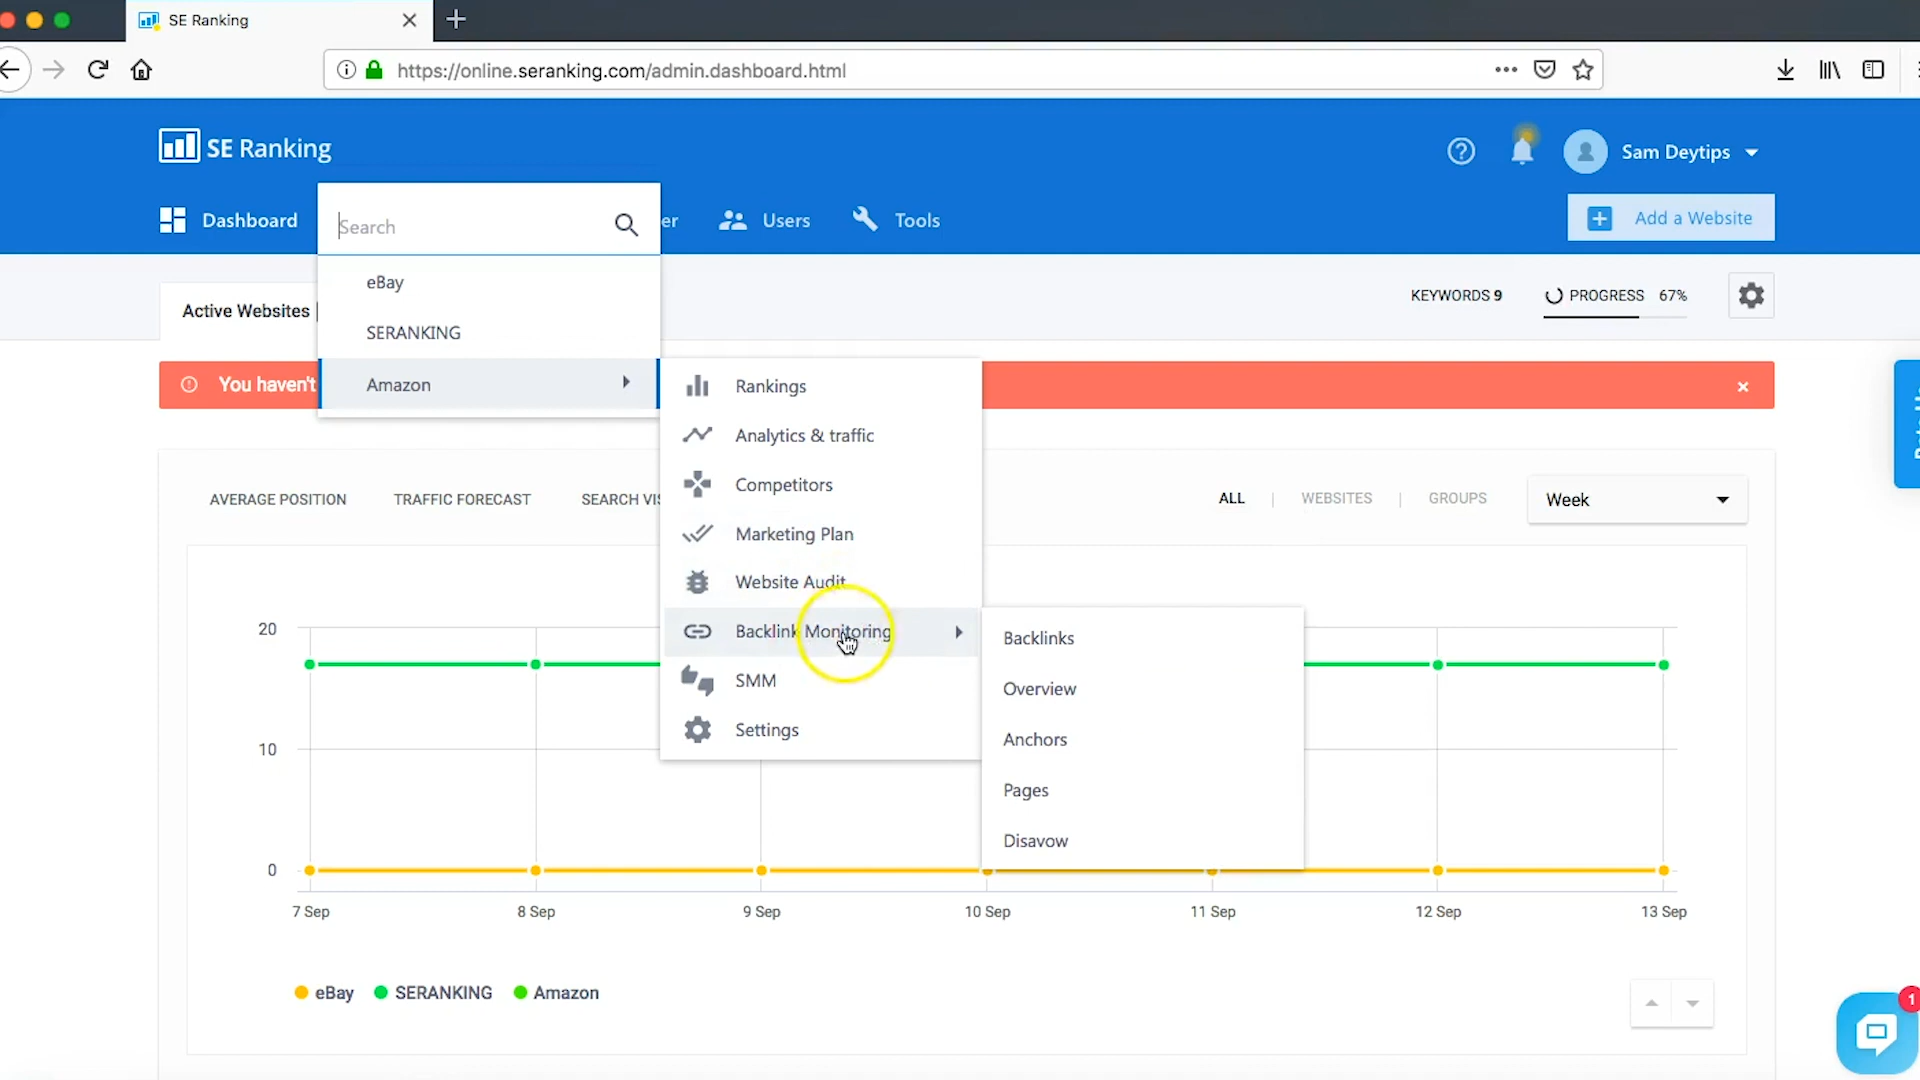 SE Ranking
https://online.seranking.com/admin.dashboard.html
SE Ranking
Sam Deytips
Dashboard
Search
er
Users
Tools
Add a Website
eBay
SERANKING
Amazon
Active Websites
KEYWORDS 9
PROGRESS 67%
You haven't
Rankings
Analytics & traffic
Competitors
Marketing Plan
Website Audit
Backlink Monitoring
SMM
Settings
Backlinks
Overview
Anchors
Pages
Disavow
AVERAGE POSITION
TRAFFIC FORECAST
SEARCH VIS
ALL | WEBSITES | GROUPS
Week
20
10
0
7 Sep
8 Sep
9 Sep
10 Sep
11 Sep
12 Sep
13 Sep
eBay
SERANKING
Amazon
1